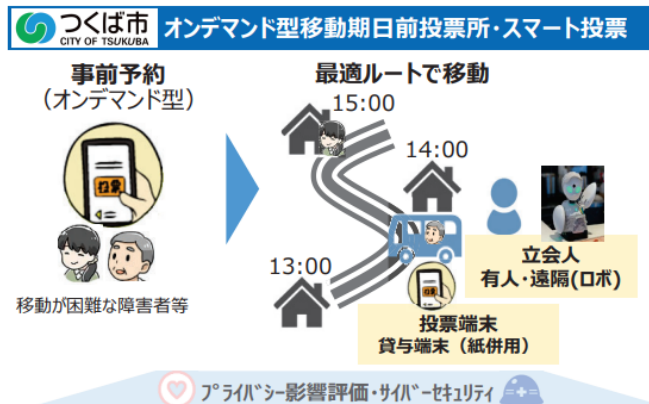 つくば市
CITY OF TSUKUBA
オンデマンド型移動期日前投票所・スマート投票
事前予約
（オンデマンド型）
最適ルートで移動
15:00
14:00
13:00
投票
移動が困難な障害者等
立会人
有人・遠隔(ロボ)
投票端末
貸与端末（紙併用）
プライバシー影響評価・サイバーセキュリティ